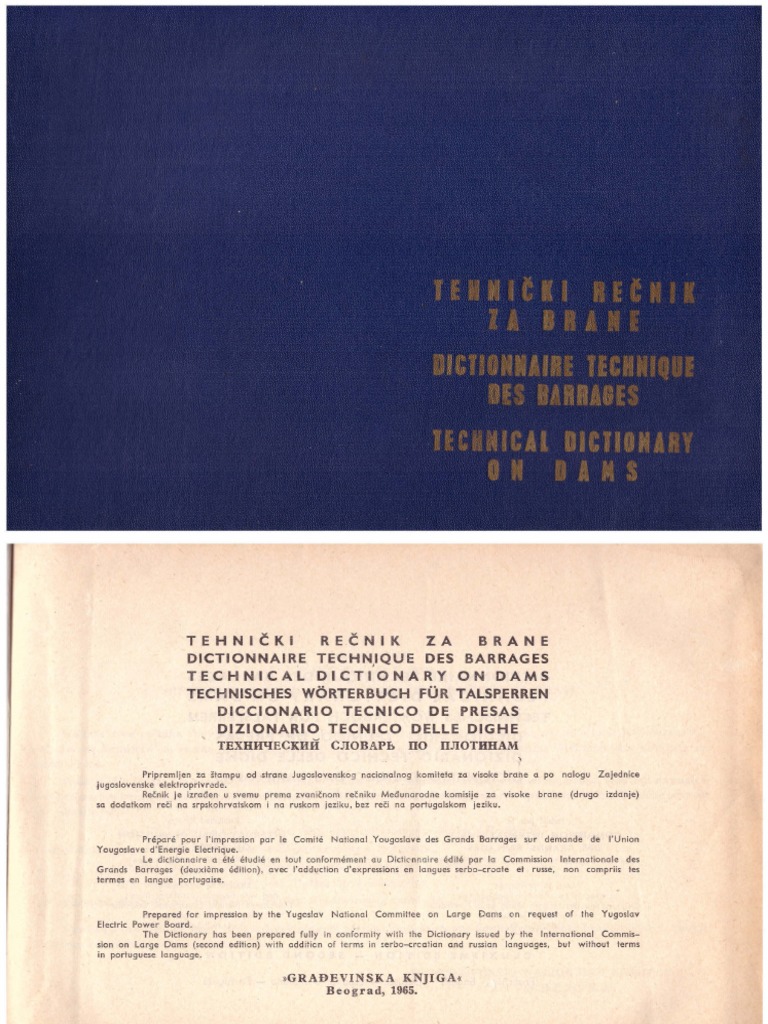 TEHNIČKI REČNIK
ZA BRANE
DICTIONNAIRE TECHNIQUE
DES BARRAGES
TECHNICAL DICTIONARY
ON DAMS
TEHNIČKI REČNIK ZA BRANE
DICTIONNAIRE TECHNIQUE DES BARRAGES
TECHNICAL DICTIONARY ON DAMS
TECHNISCHES WÖRTERBUCH FÜR TALSPERREN
DICCIONARIO TECNICO DE PRESAS
DIZIONARIO TECNICO DELLE DIGHE
ТЕХНИЧЕСКИЙ СЛОВАРЬ ПО ПЛОТИНАМ
Pripremljen za štampu od strane Jugoslovenskog nacionalnog komiteta za visoke brane a po nalogu Zajednice
jugoslovenske elektroprivrede.
Rečnik je izrađen u svemu prema zvaničnom rečniku Međunarodne komisije za visoke brane (drugo izdanje)
sa dodatkom reči na srpskohrvatskom i na ruskom jeziku, bez reči na portugalskom jeziku.
Préparé pour l'impression par le Comité National Yougoslave des Grands Barrages sur demande de l'Union
Yougoslave d'Energie Electrique.
Le dictionnaire a été étudié en tout conformément au Dictionnaire édité par la Commission Internationale des
Grands Barrages (deuxième édition), avec l'adduction d'expressions en langues serbo-croate et russe, non compriis les
termes en langue portugaise.
Prepared for impression by the Yugoslav National Committee on Large Dams on request of the Yugoslav
Electric Power Board.
The Dictionary has been prepared fully in conformity with the Dictionary issued by the International Commis-
sion on Large Dams (second edition) with addition of terms in serbo-croatian and russian languages, but without terms
in portuguese language.
»GRAĐEVINSKA KNJIGA«
Beograd, 1965.